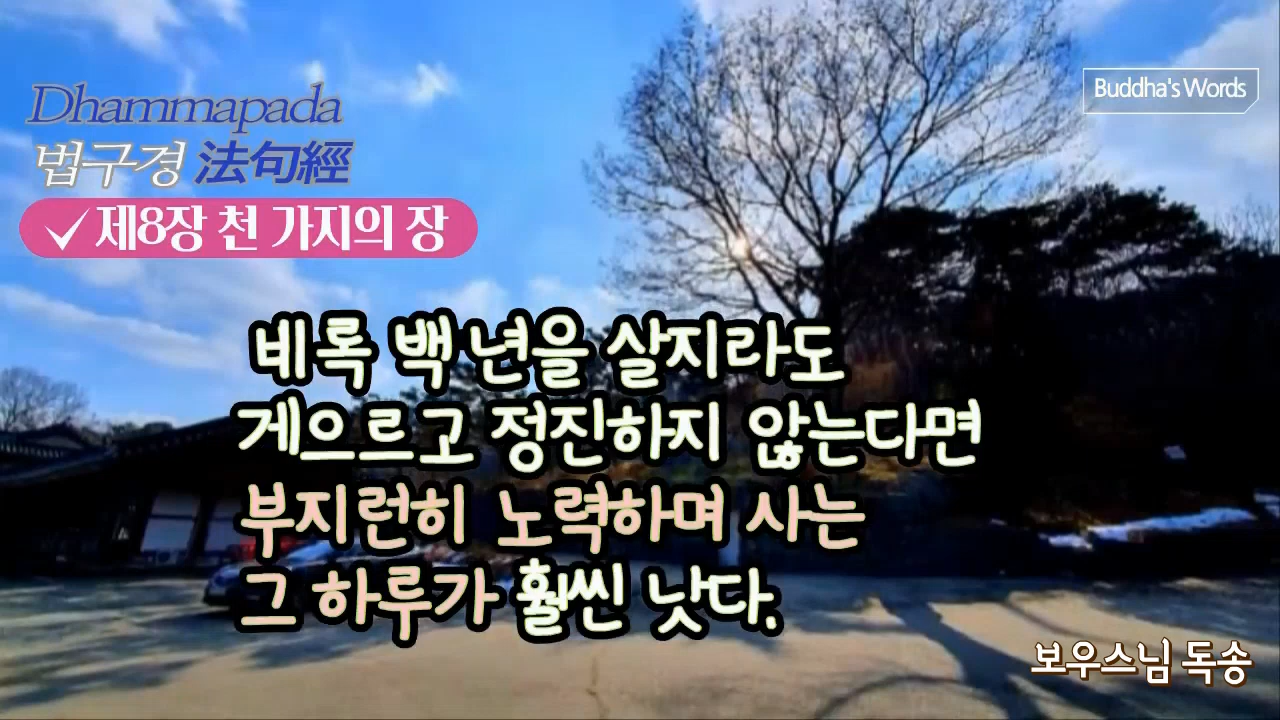 Dhammapada
법구경 法句經
제8장 천 가지의 장
Buddha's Words
비록 백 년을 살지라도
게으르고 정진하지 않는다면
부지런히 노력하며 사는
그 하루가 훨씬 낫다.
보우스님 독송